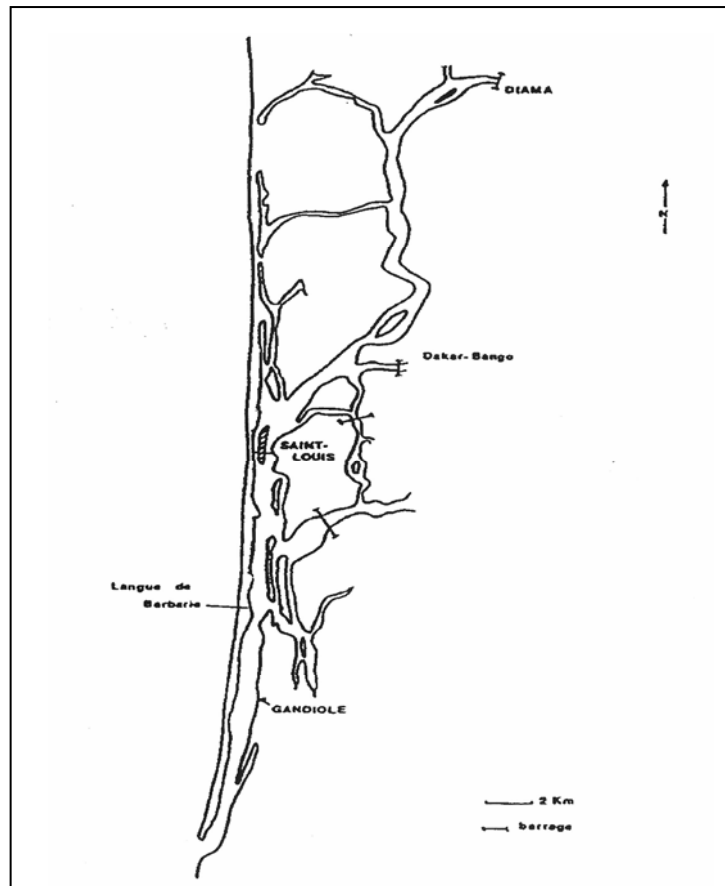 DIAMA
N
Dakar-Bango
SAINT-
LOUIS
Langue de
Barbarie
GANDIOLE
2 Km
barrage